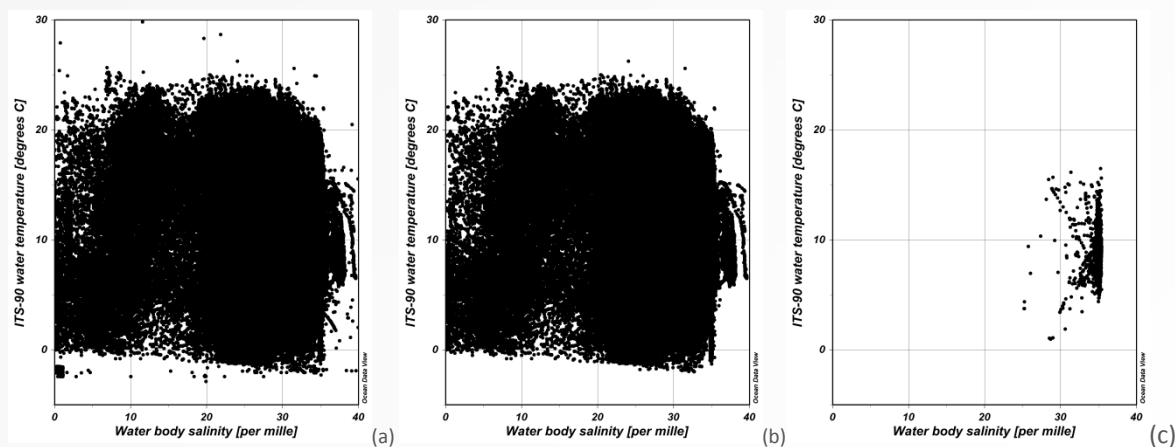 30
20
10
0
ITS-90 water temperature [degrees C]
0 10 20 30 40
Water body salinity [per mille]
Ocean Data View
(a)
30
20
10
0
ITS-90 water temperature [degrees C]
0 10 20 30 40
Water body salinity [per mille]
Ocean Data View
(b)
30
20
10
0
ITS-90 water temperature [degrees C]
0 10 20 30 40
Water body salinity [per mille]
Ocean Data View
(c)